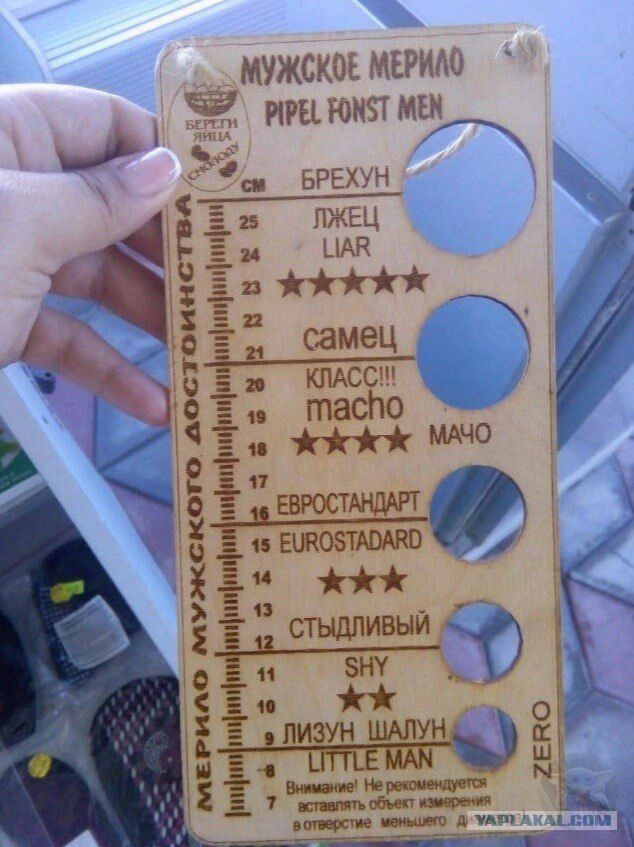 МУЖСКОЕ МЕРИЛО
PIPEL FONST MEN
БЕРЕГИ
ЯЙЦА
СМОЛОДУ
МЕРИЛО МУЖСКОГО ДОСТОИНСТВА
СМ
БРЕХУН
25
ЛЖЕЦ
24
LIAR
23
★★★★★
22
самец
21
20
КЛАСС!!!
19
macho
18
★★★★ МАЧО
17
16
ЕВРОСТАНДАРТ
15
EUROSTADARD
14
★★★
13
СТЫДЛИВЫЙ
12
11
SHY
10
★★
9
ЛИЗУН ШАЛУН
8
LITTLE MAN
7
Внимание! Не рекомендуется
вставлять объект измерения
в отверстие меньшего
ZERO
YAPLAKAL.COM